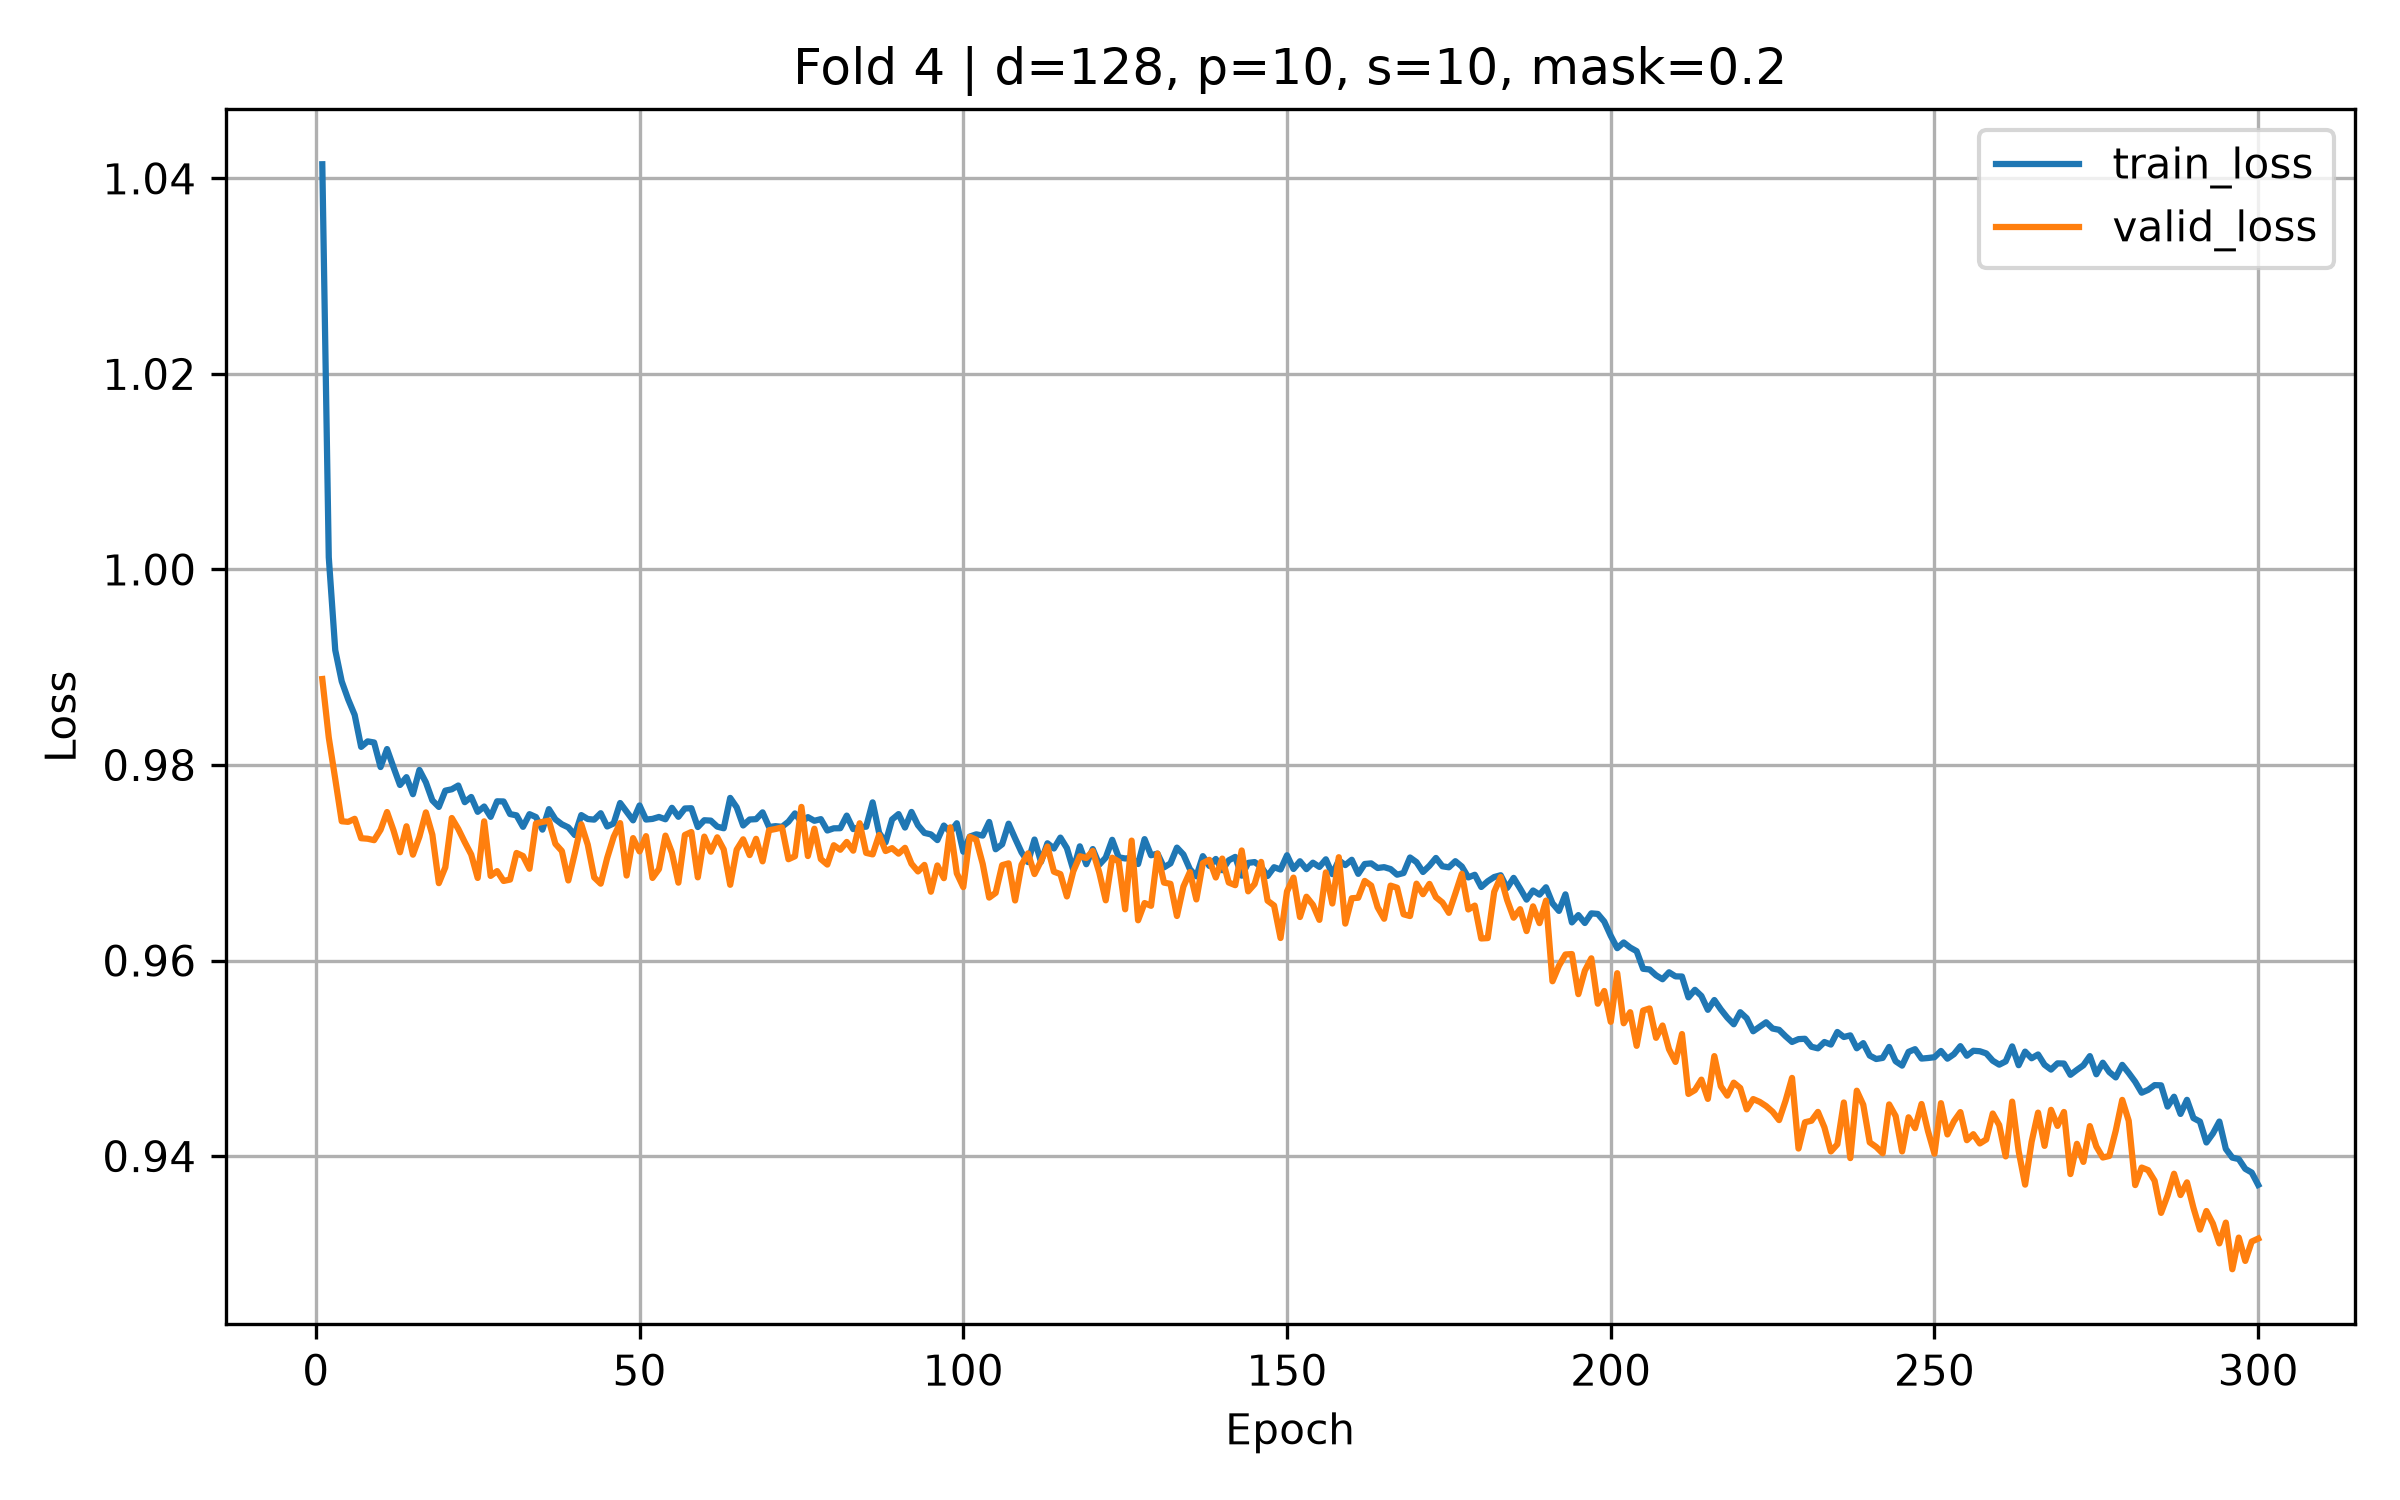 Fold 4 | d=128, p=10, s=10, mask=0.2
train_loss
valid_loss
1.04
1.02
1.00
0.98
0.96
0.94
Loss
0 50 100 150 200 250 300
Epoch